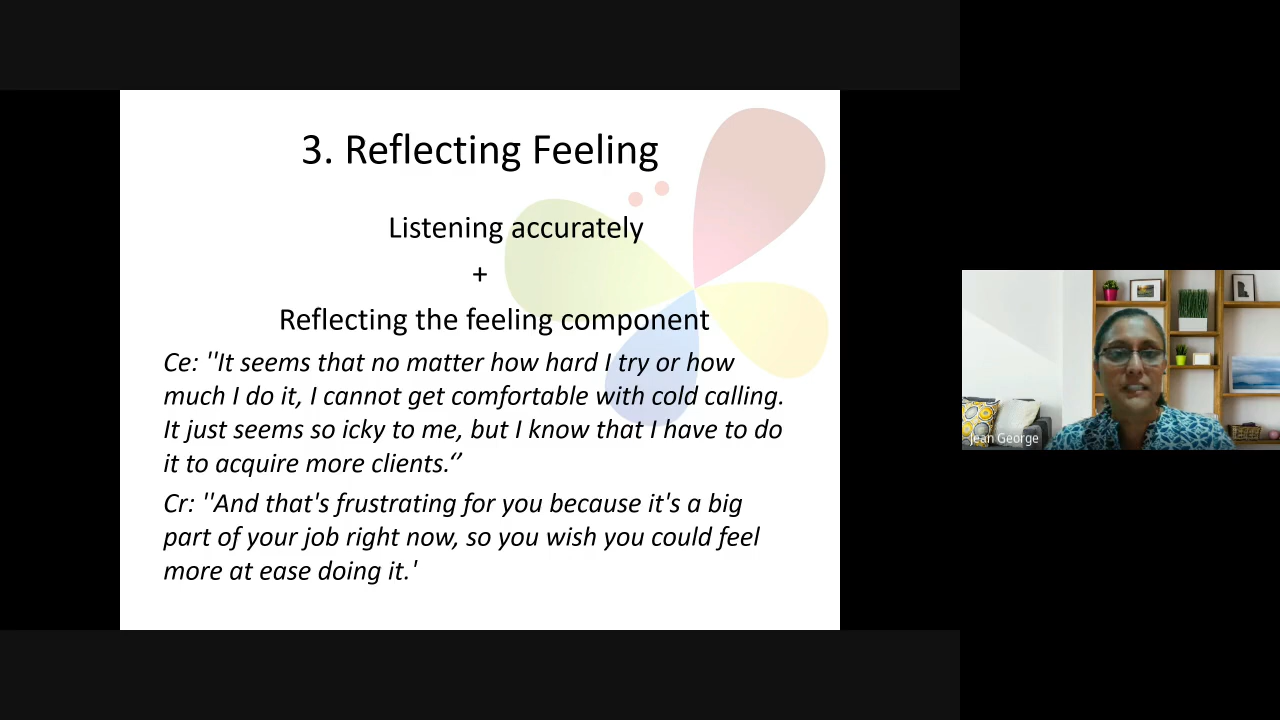 3. Reflecting Feeling
Listening accurately
+
Reflecting the feeling component
Ce: "It seems that no matter how hard I try or how
much I do it, I cannot get comfortable with cold calling.
It just seems so icky to me, but I know that I have to do
it to acquire more clients.“
Cr: "And that's frustrating for you because it's a big
part of your job right now, so you wish you could feel
more at ease doing it.'
Jean George